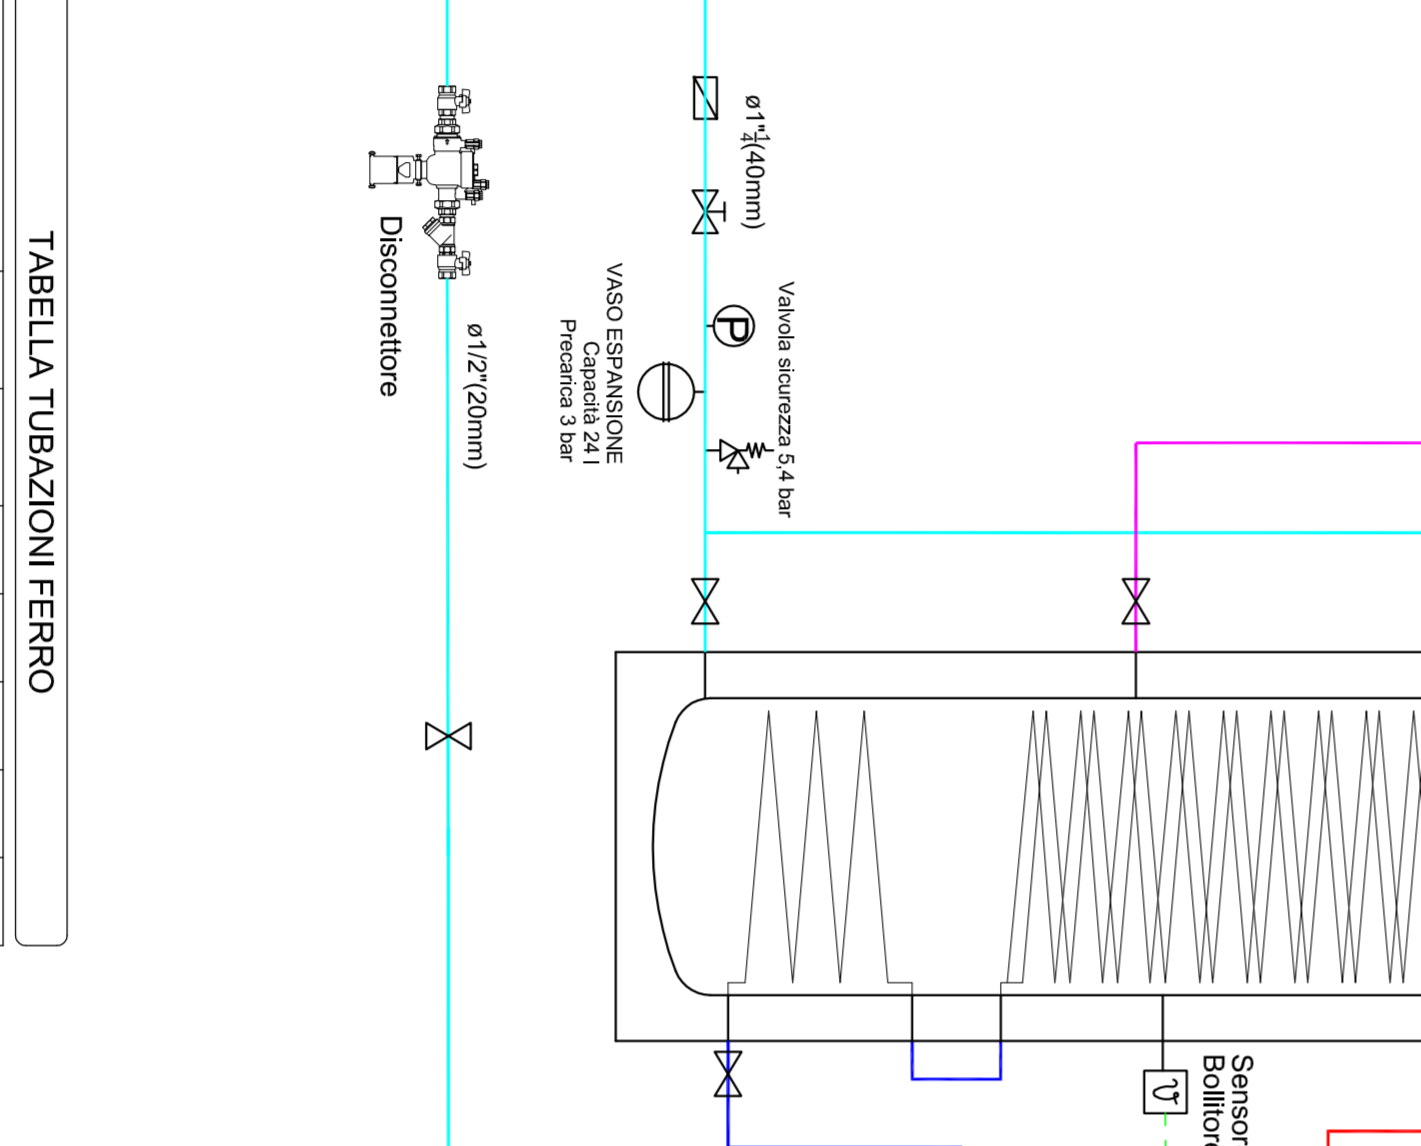 TABELLA TUBAZIONI FERRO
Disconnettore
ø1/2"(20mm)
ø1"1/4(40mm)
P
Valvola sicurezza 5,4 bar
VASO ESPANSIONE
Capacità 24 l
Precarica 3 bar
Sensor
Bollitore